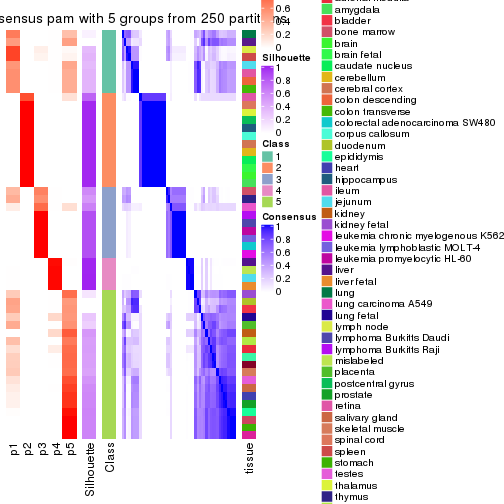 sensus pam with 5 groups from 250 partit
0.6
0.4
0.2
0
Silhouette
1
0.8
0.6
0.4
0.2
0
Class
1
2
3
4
5
Consensus
1
0.8
0.6
0.4
0.2
0
p1
p2
p3
p4
p5
Silhouette
Class
tissue
amygdala
bladder
bone marrow
brain
brain fetal
caudate nucleus
cerebellum
cerebral cortex
colon descending
colon transverse
colorectal adenocarcinoma SW480
corpus callosum
duodenum
epididymis
heart
hippocampus
ileum
jejunum
kidney
kidney fetal
leukemia chronic myelogenous K562
leukemia lymphoblastic MOLT-4
leukemia promyelocytic HL-60
liver
liver fetal
lung
lung carcinoma A549
lung fetal
lymph node
lymphoma Burkitts Daudi
lymphoma Burkitts Raji
mislabeled
placenta
postcentral gyrus
prostate
retina
salivary gland
skeletal muscle
spinal cord
spleen
stomach
testes
thalamus
thymus